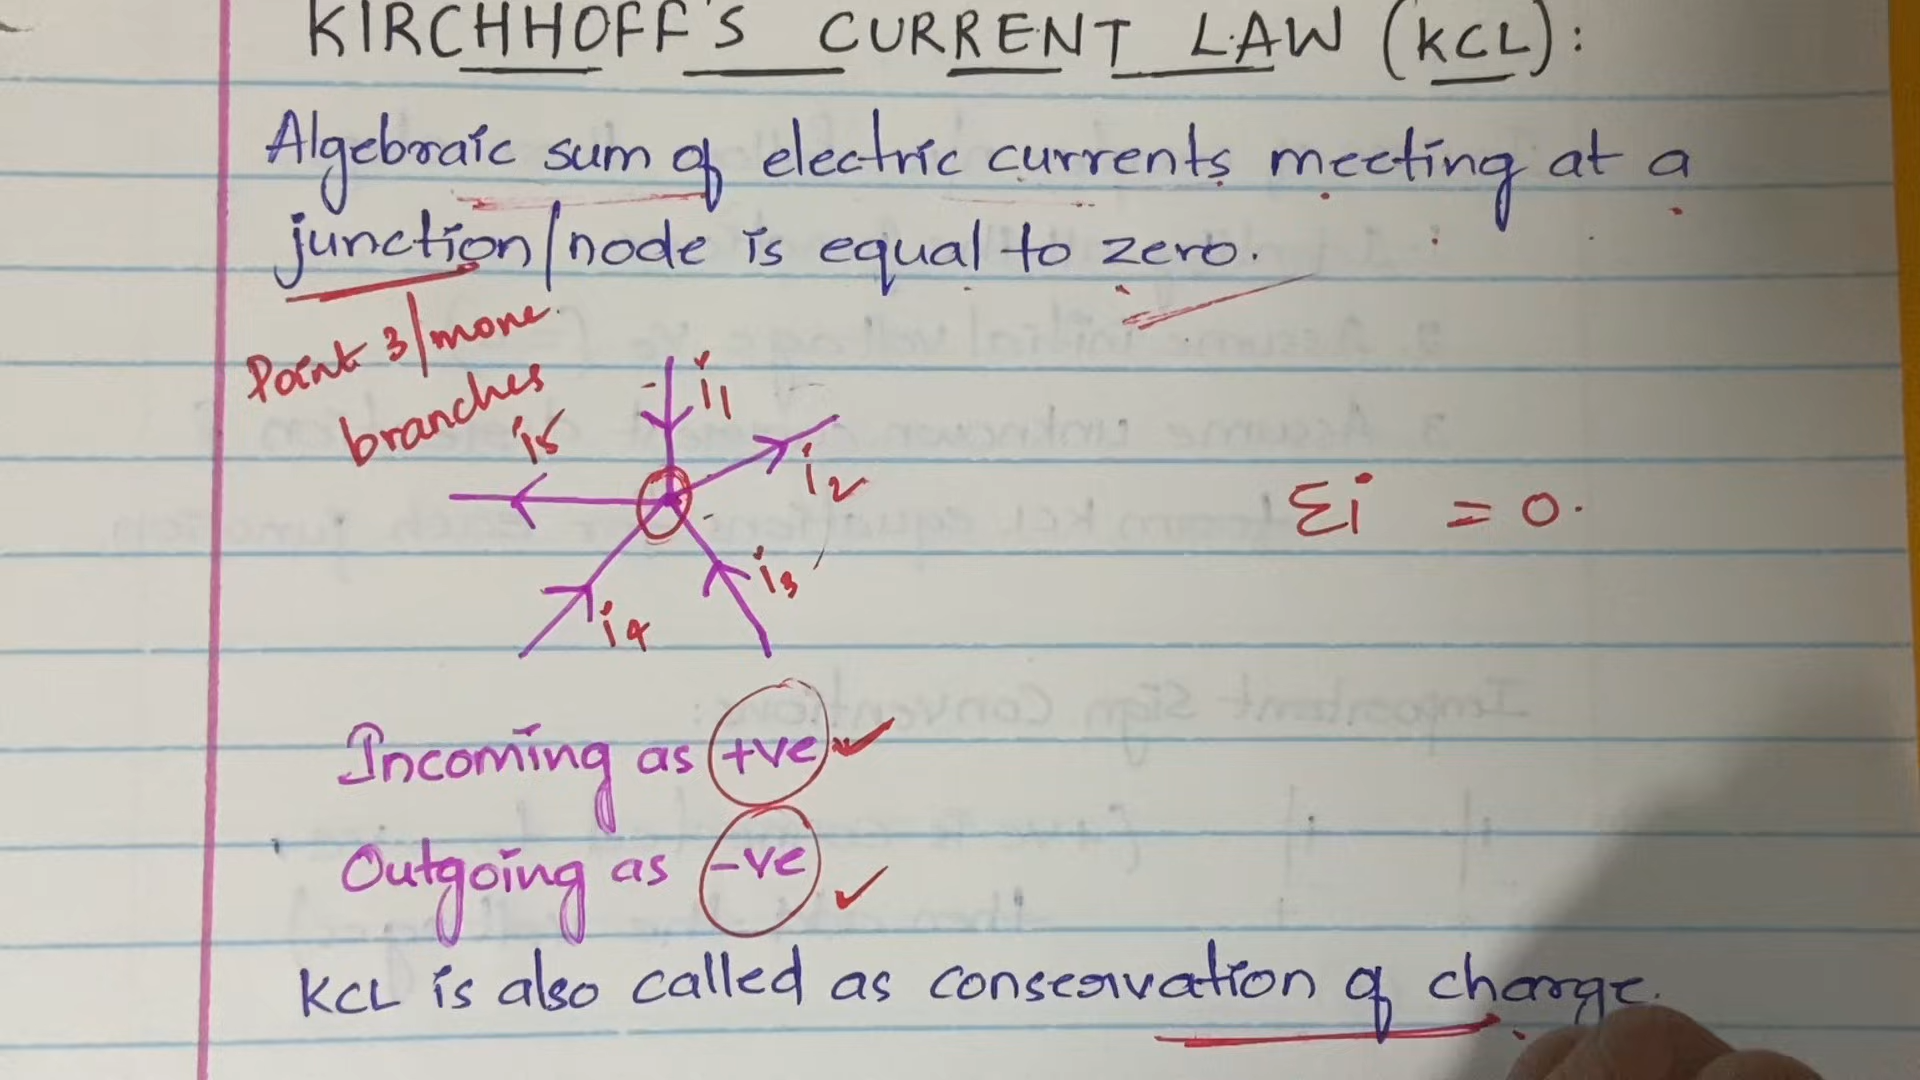 KIRCHHOFF'S CURRENT LAW (KCL):
Algebraic sum of electric currents meeting at a
junction/node is equal to zero.
Point 3/more
branches
i1
i5
i2
Σi = 0.
i3
i4
Incoming as +ve
Outgoing as -ve
KCL is also called as conservation of charge.